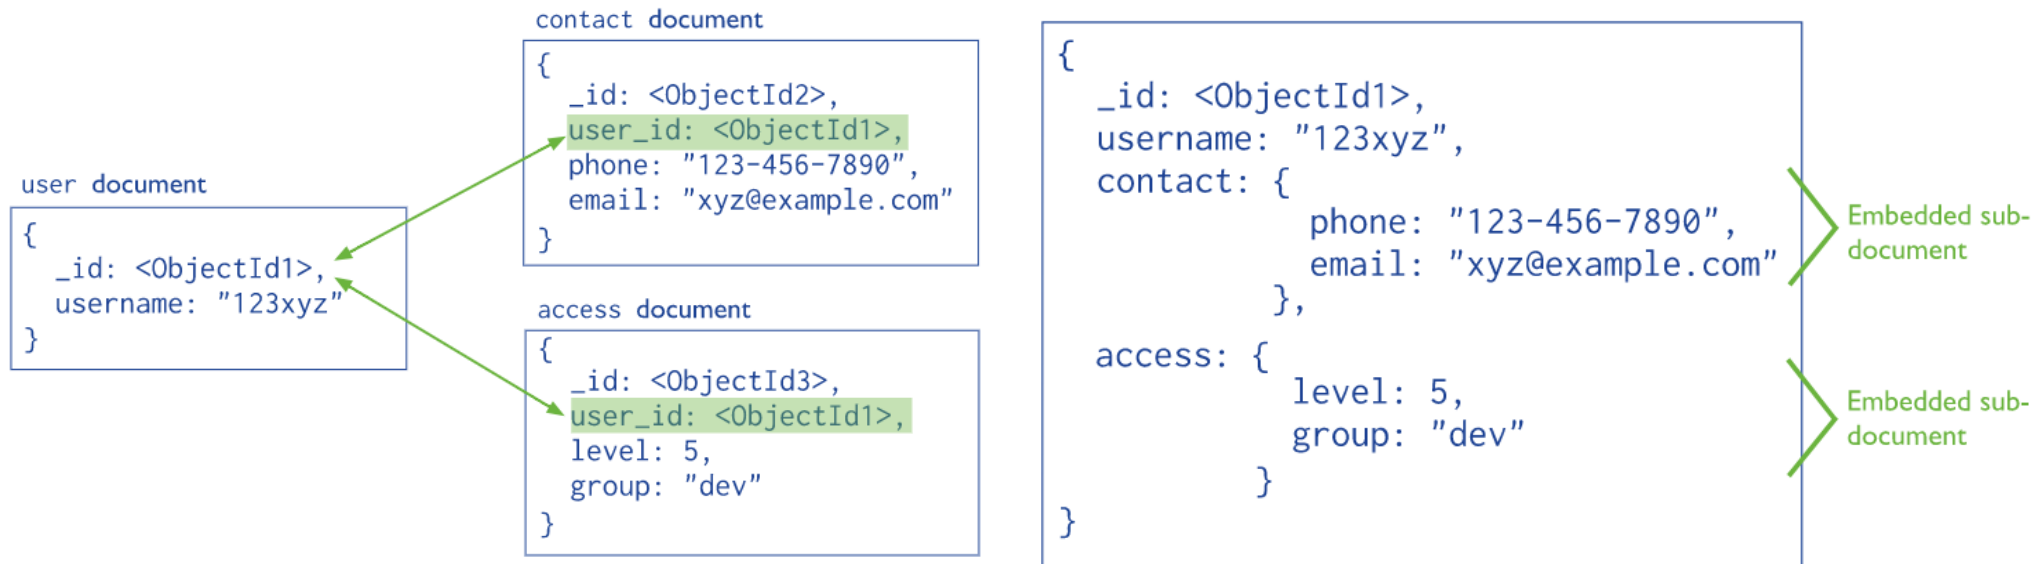 user document
{
_id: <ObjectId1>,
username: "123xyz"
}
contact document
{
_id: <ObjectId2>,
user_id: <ObjectId1>,
phone: "123-456-7890",
email: "xyz@example.com"
}
access document
{
_id: <ObjectId3>,
user_id: <ObjectId1>,
level: 5,
group: "dev"
}
{
_id: <ObjectId1>,
username: "123xyz",
contact: {
phone: "123-456-7890",
email: "xyz@example.com"
},
access: {
level: 5,
group: "dev"
}
}
Embedded sub-
document
Embedded sub-
document